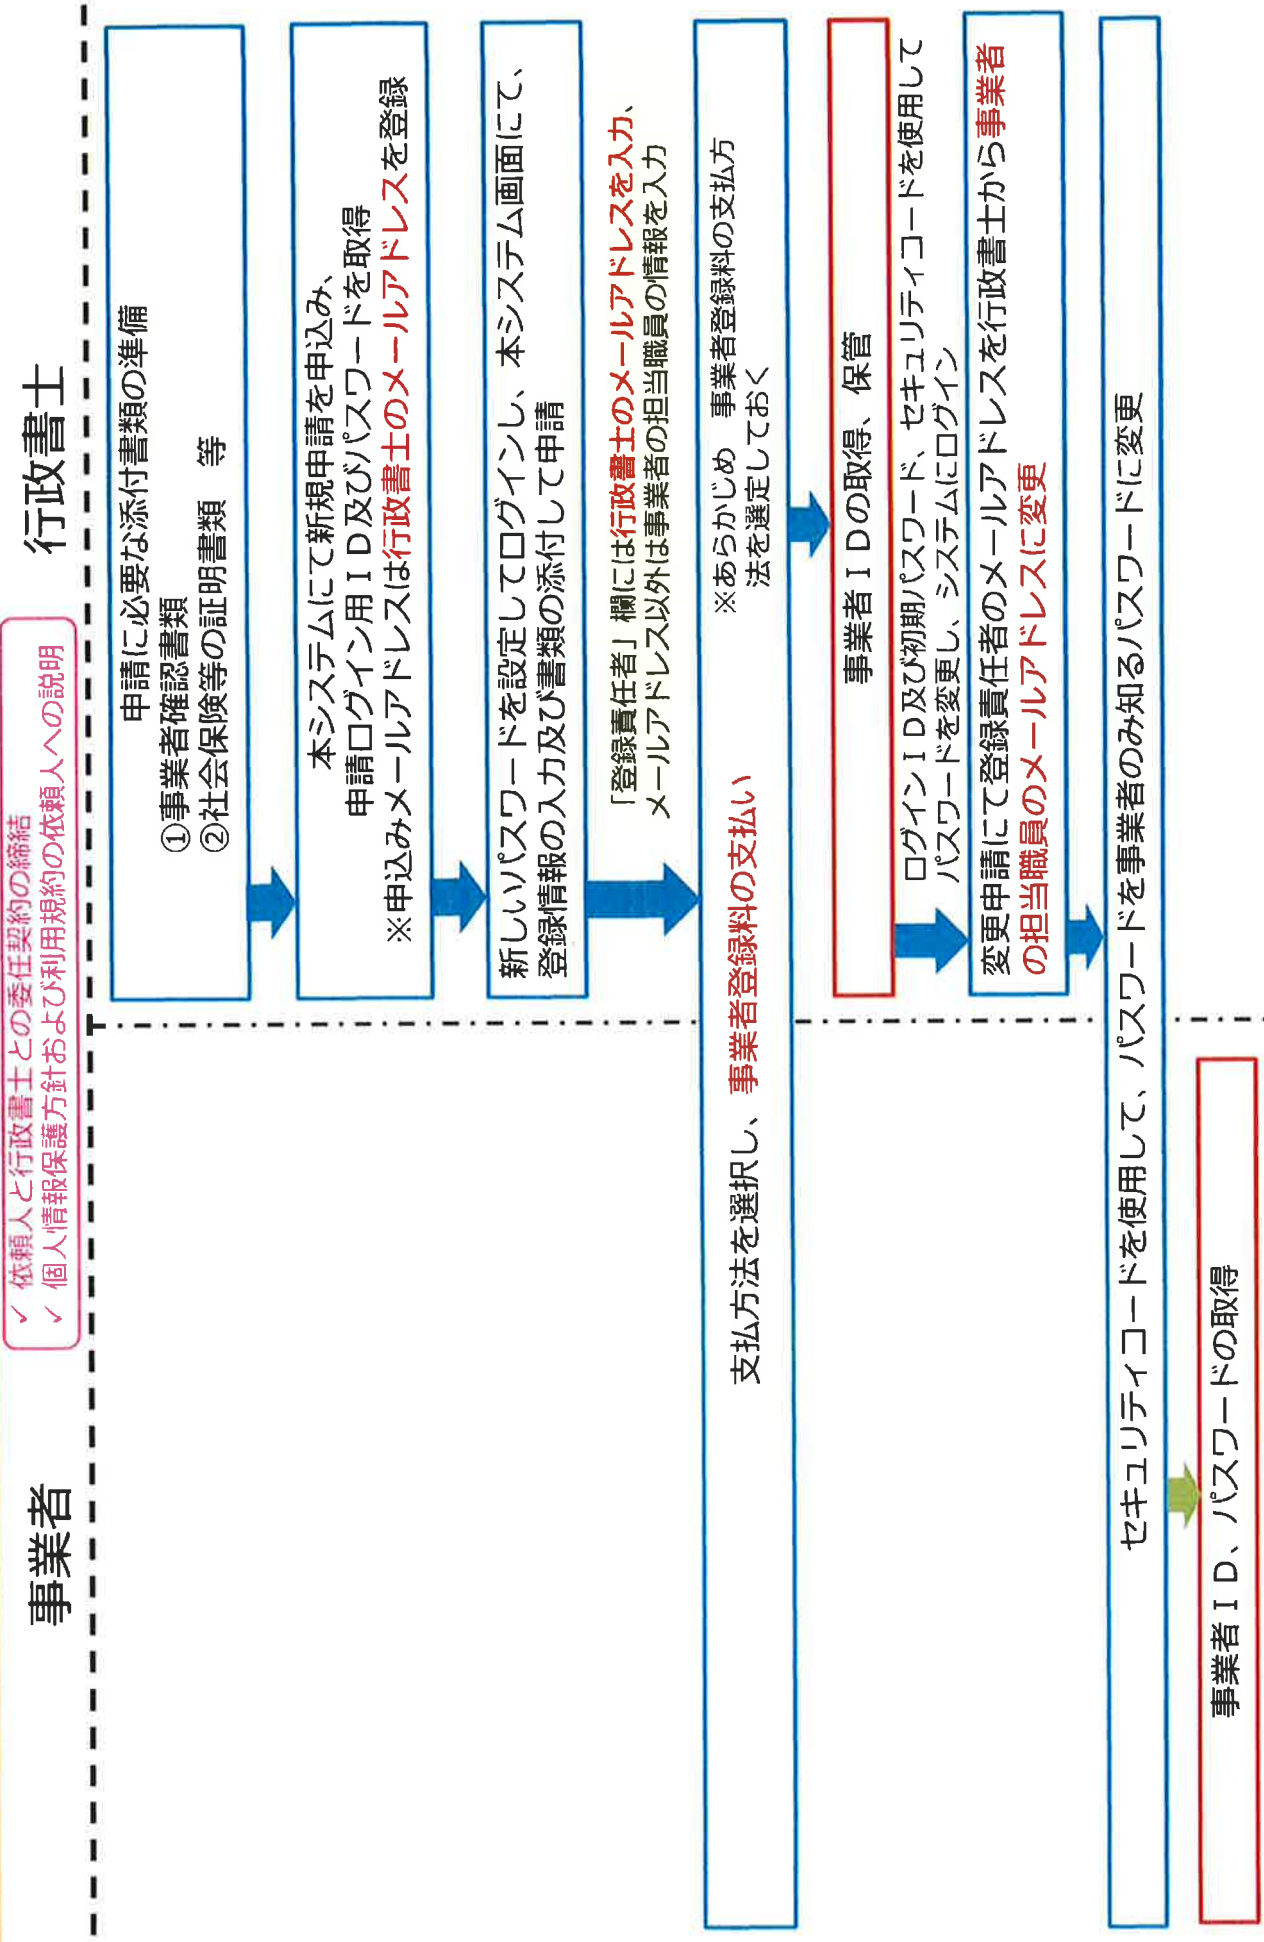 ✓ 依頼人と行政書士との委任契約の締結
✓ 個人情報保護方針および利用規約の依頼人への説明
事業者
行政書士
申請に必要な添付書類の準備
①事業者確認書類
②社会保険等の証明書類 等
本システムにて新規申請を申込み、
申請ログイン用ID及びパスワードを取得
※申込みメールアドレスは行政書士のメールアドレスを登録
新しいパスワードを設定してログインし、本システム画面にて、
登録情報の入力及び書類の添付して申請
「登録責任者」欄には行政書士のメールアドレスを入力、
メールアドレス以外は事業者の担当職員の情報を入力
支払方法を選択し、事業者登録料の支払い
※あらかじめ 事業者登録料の支払方
法を選定しておく
事業者IDの取得、保管
ログインID及び初期パスワード、セキュリティコードを使用して
パスワードを変更し、システムにログイン
変更申請にて登録責任者のメールアドレスを行政書士から事業者
の担当職員のメールアドレスに変更
セキュリティコードを使用して、パスワードを事業者のみ知るパスワードに変更
事業者ID、パスワードの取得